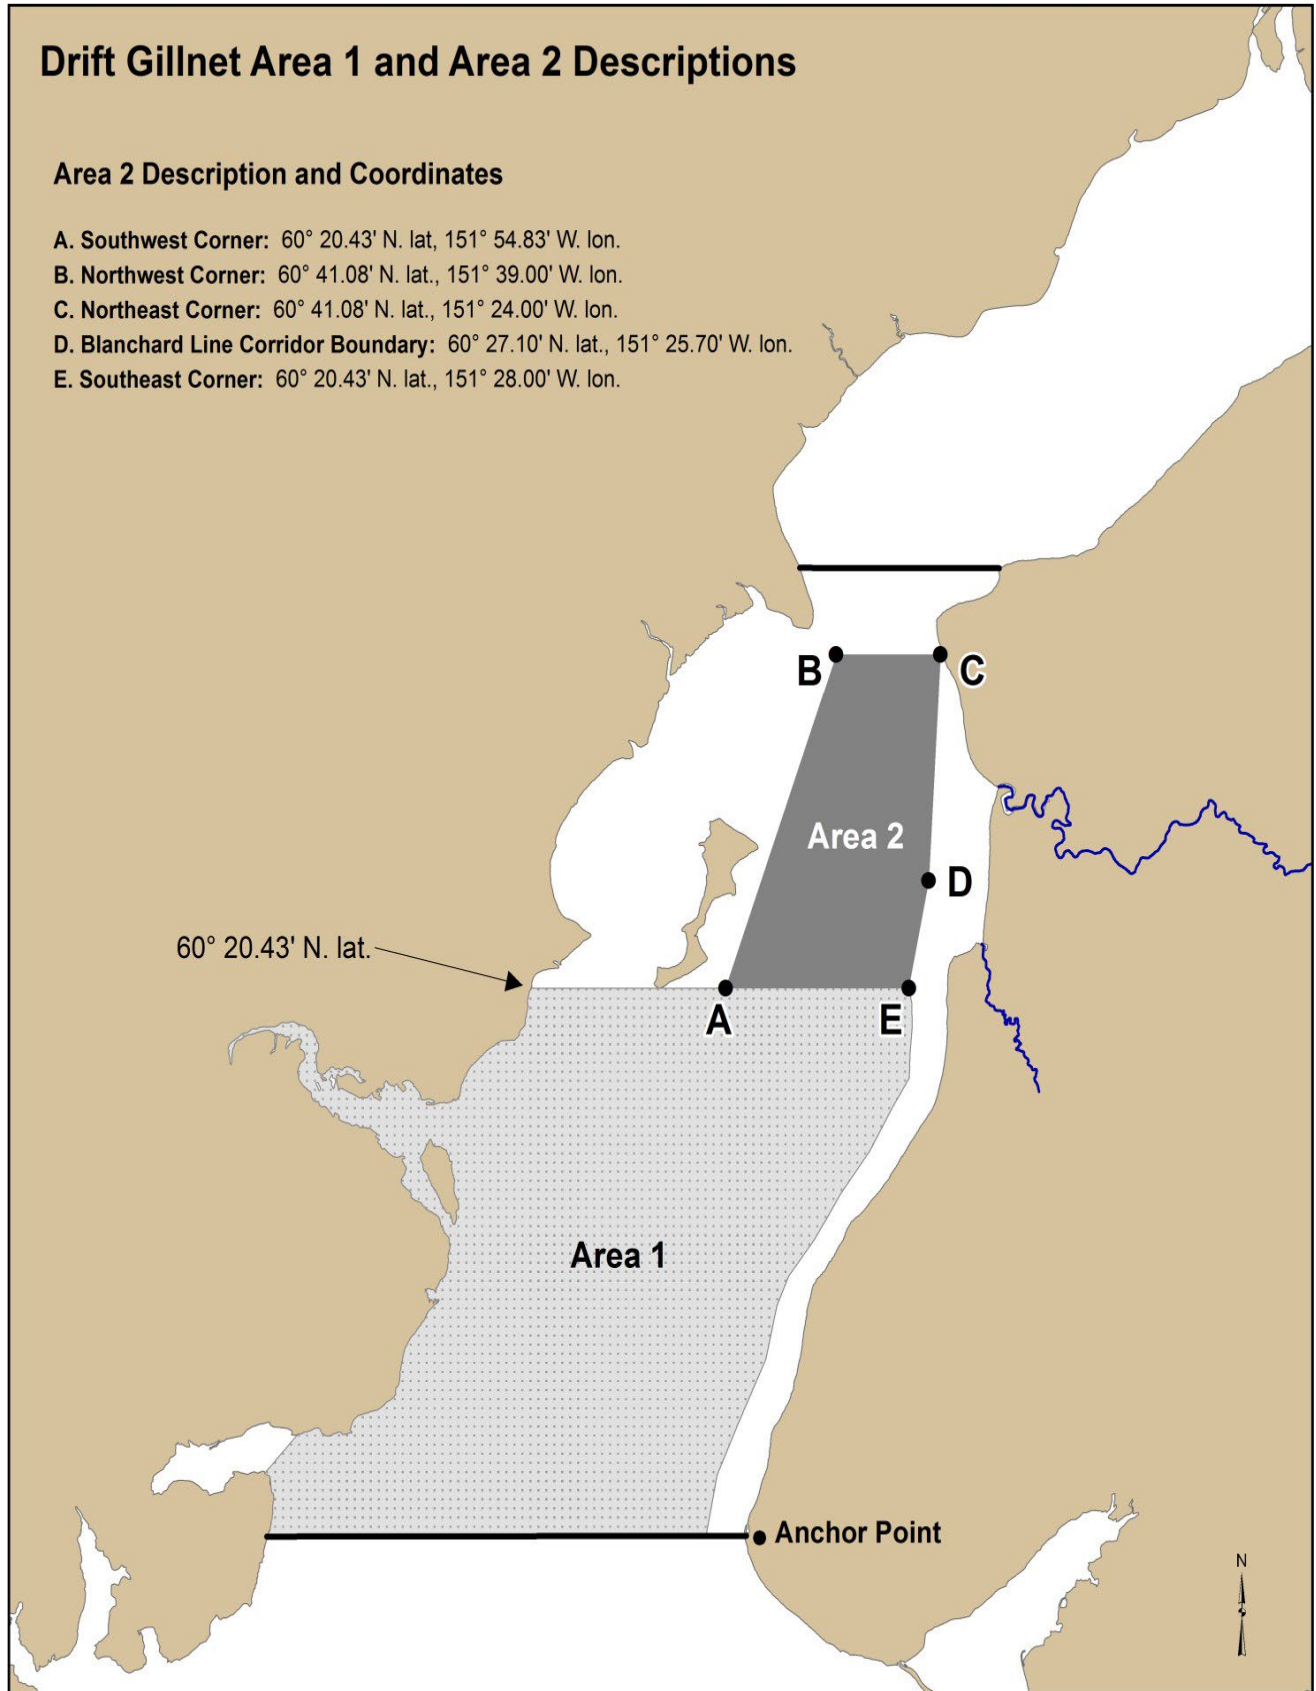 Drift Gillnet Area 1 and Area 2 Descriptions
Area 2 Description and Coordinates
A. Southwest Corner: 60° 20.43' N. lat, 151° 54.83' W. lon.
B. Northwest Corner: 60° 41.08' N. lat., 151° 39.00' W. lon.
C. Northeast Corner: 60° 41.08' N. lat., 151° 24.00' W. lon.
D. Blanchard Line Corridor Boundary: 60° 27.10' N. lat., 151° 25.70' W. lon.
E. Southeast Corner: 60° 20.43' N. lat., 151° 28.00' W. lon.
B
C
Area 2
D
60° 20.43' N. lat.
A
E
Area 1
Anchor Point
N